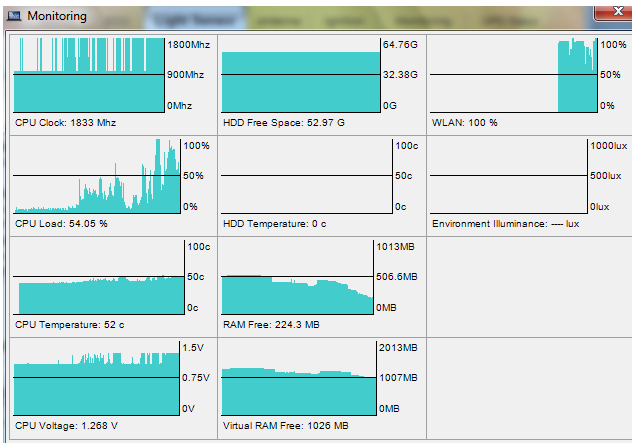 Monitoring
Light Sensor
1800Mhz
900Mhz
0Mhz
CPU Clock: 1833 Mhz
64.76G
32.38G
0G
HDD Free Space: 52.97 G
100%
50%
0%
WLAN: 100 %
100%
50%
0%
CPU Load: 54.05 %
100c
50c
0c
HDD Temperature: 0 c
1000lux
500lux
0lux
Environment Illuminance: ---- lux
100c
50c
0c
CPU Temperature: 52 c
1013MB
506.6MB
0MB
RAM Free: 224.3 MB
1.5V
0.75V
0V
CPU Voltage: 1.268 V
2013MB
1007MB
0MB
Virtual RAM Free: 1026 MB